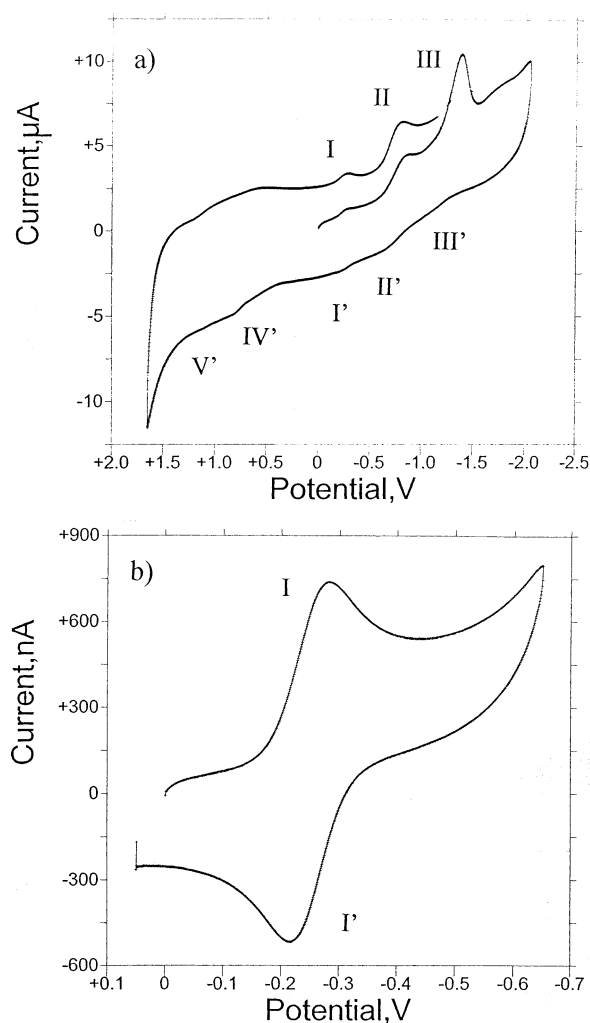 a)
III
II
I
+10
+5
0
-5
-10
Current,µA
III'
II'
I'
IV'
V'
+2.0 +1.5 +1.0 +0.5 0 -0.5 -1.0 -1.5 -2.0 -2.5
Potential,V
b)
I
+900
+600
+300
0
-300
-600
Current,nA
I'
+0.1 0 -0.1 -0.2 -0.3 -0.4 -0.5 -0.6 -0.7
Potential,V